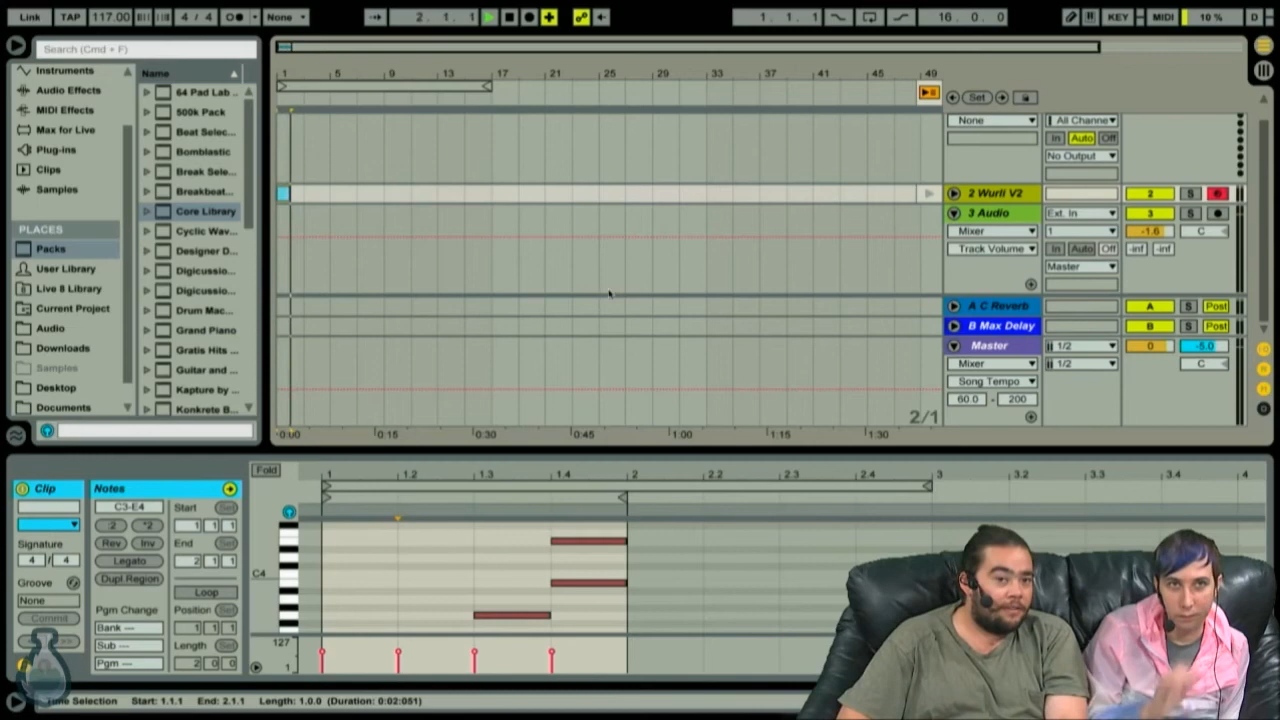 Link TAP 117.00 4 / 4 None 2. 1. 1 1. 1. 1 16. 0. 0 KEY MIDI 10 % D
Search (Cmd + F)
Instruments
Audio Effects
MIDI Effects
Max for Live
Plug-ins
Clips
Samples
PLACES
Packs
User Library
Live 8 Library
Current Project
Audio
Downloads
Samples
Desktop
Documents
Name
64 Pad Lab ..
500k Pack
Beat Selec...
Bomblastic
Break Sele...
Breakbeat...
Core Library
Cyclic Wav...
Designer D...
Digicussio...
Digicussio...
Drum Mac...
Grand Piano
Gratis Hits ...
Guitar and ...
Kapture by ...
Konkrete B...
1 5 9 13 17 21 25 29 33 37 41 45 49
Set
None All Channe
In Auto Off
No Output
2 Wurli V2 2 S
3 Audio Ext. In 3 S
Mixer 1 -1.6 C
Track Volume In Auto Off -inf -inf
Master
A C Reverb A S Post
B Max Delay B S Post
Master 1/2 0 -5.0
Mixer 1/2 C
Song Tempo
60.0 - 200
2/1
0:00 0:15 0:30 0:45 1:00 1:15 1:30
Clip
Signature
4 / 4
Groove
None
Commit
Notes
C3-E4
:2 *2
Rev Inv
Legato
Dupl.Region
Pgm Change
Bank ---
Sub ---
Pgm ---
Start Set
1 1 1
End Set
2 1 1
Loop
Position Set
1 1 1
Length Set
2 0 0
Fold
1 1.2 1.3 1.4 2 2.2 2.3 2.4 3 3.2 3.3 3.4 4
C4
127
1
Time Selection Start: 1.1.1 End: 2.1.1 Length: 1.0.0 (Duration: 0:02:051)